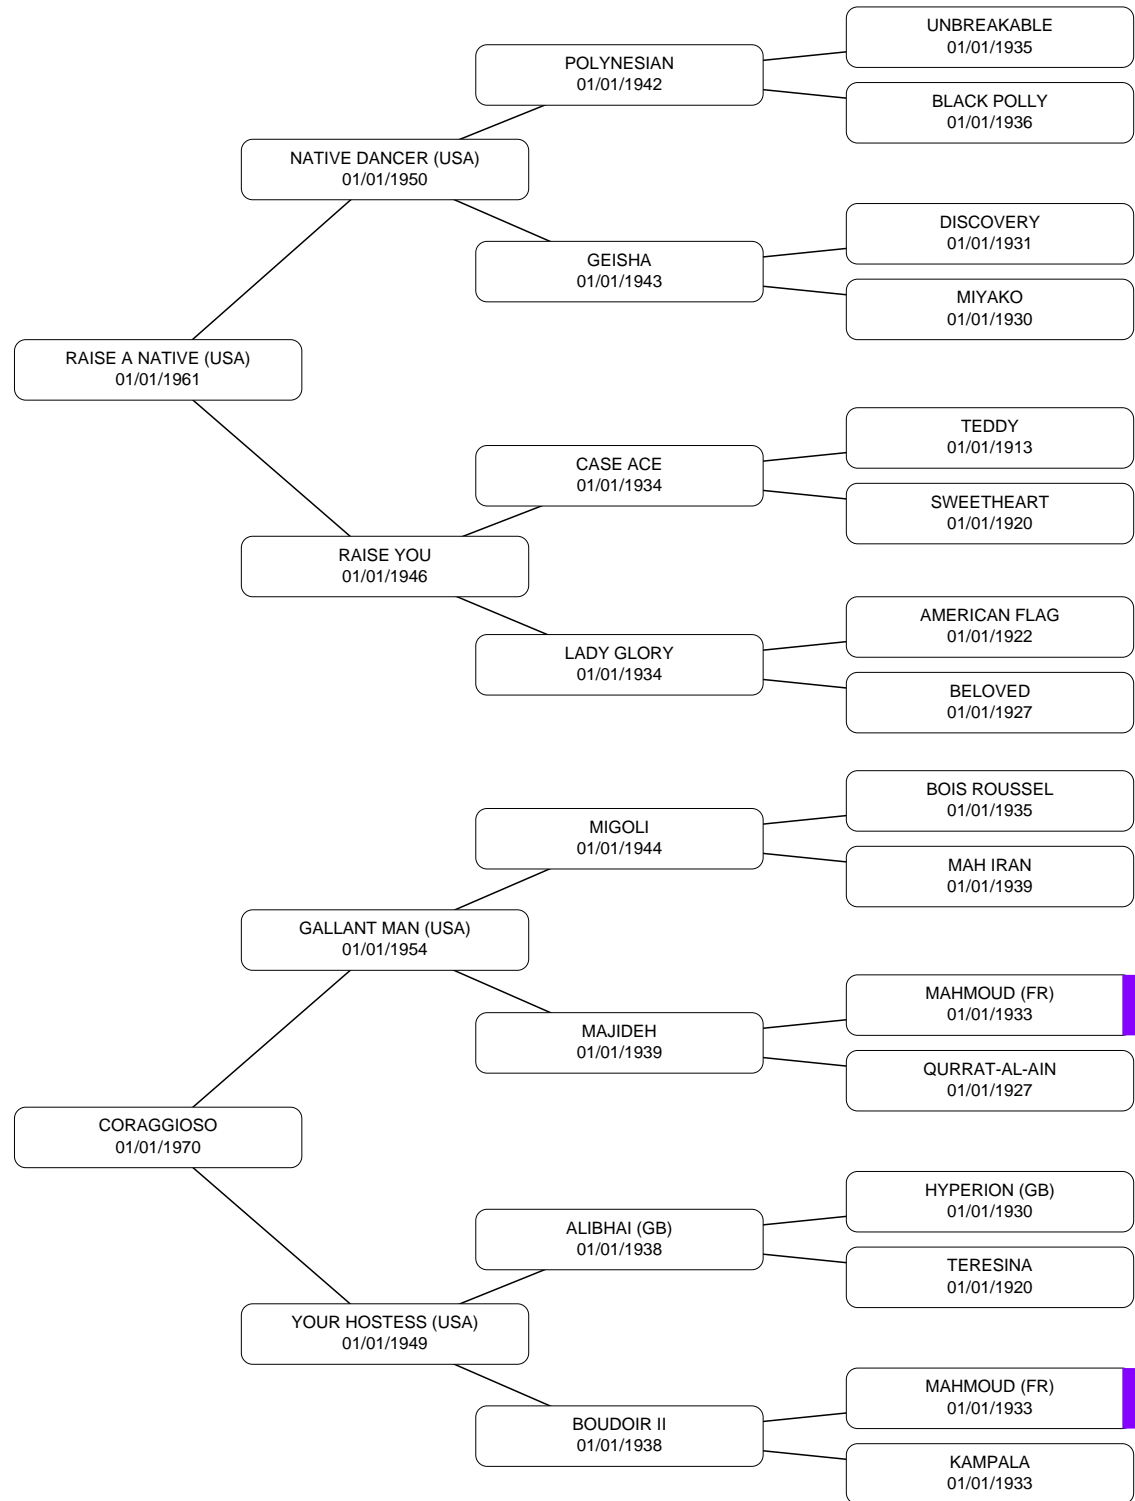 UNBREAKABLE
01/01/1935
POLYNESIAN
01/01/1942
BLACK POLLY
01/01/1936
NATIVE DANCER (USA)
01/01/1950
DISCOVERY
01/01/1931
GEISHA
01/01/1943
MIYAKO
01/01/1930
RAISE A NATIVE (USA)
01/01/1961
TEDDY
01/01/1913
CASE ACE
01/01/1934
SWEETHEART
01/01/1920
RAISE YOU
01/01/1946
AMERICAN FLAG
01/01/1922
LADY GLORY
01/01/1934
BELOVED
01/01/1927
BOIS ROUSSEL
01/01/1935
MIGOLI
01/01/1944
MAH IRAN
01/01/1939
GALLANT MAN (USA)
01/01/1954
MAHMOUD (FR)
01/01/1933
MAJIDEH
01/01/1939
QURRAT-AL-AIN
01/01/1927
CORAGGIOSO
01/01/1970
HYPERION (GB)
01/01/1930
ALIBHAI (GB)
01/01/1938
TERESINA
01/01/1920
YOUR HOSTESS (USA)
01/01/1949
MAHMOUD (FR)
01/01/1933
BOUDOIR II
01/01/1938
KAMPALA
01/01/1933